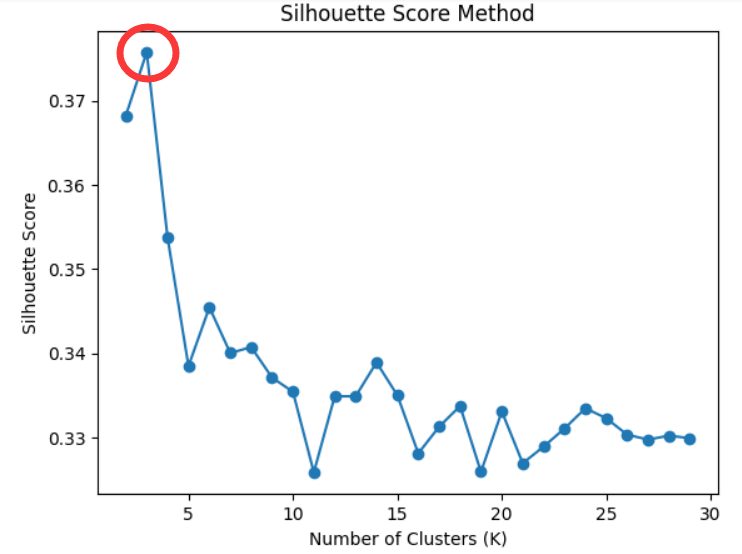 Silhouette Score Method
0.37
0.36
0.35
0.34
0.33
Silhouette Score
5 10 15 20 25 30
Number of Clusters (K)